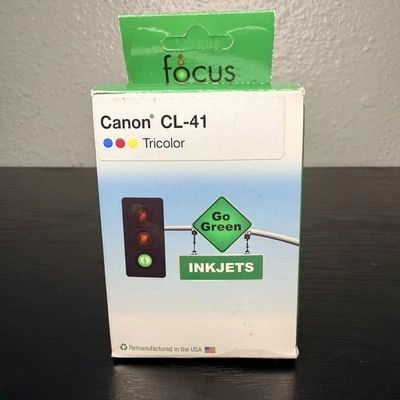 focus
Canon® CL-41
Tricolor
Go
Green
INKJETS
Remanufactured in the USA